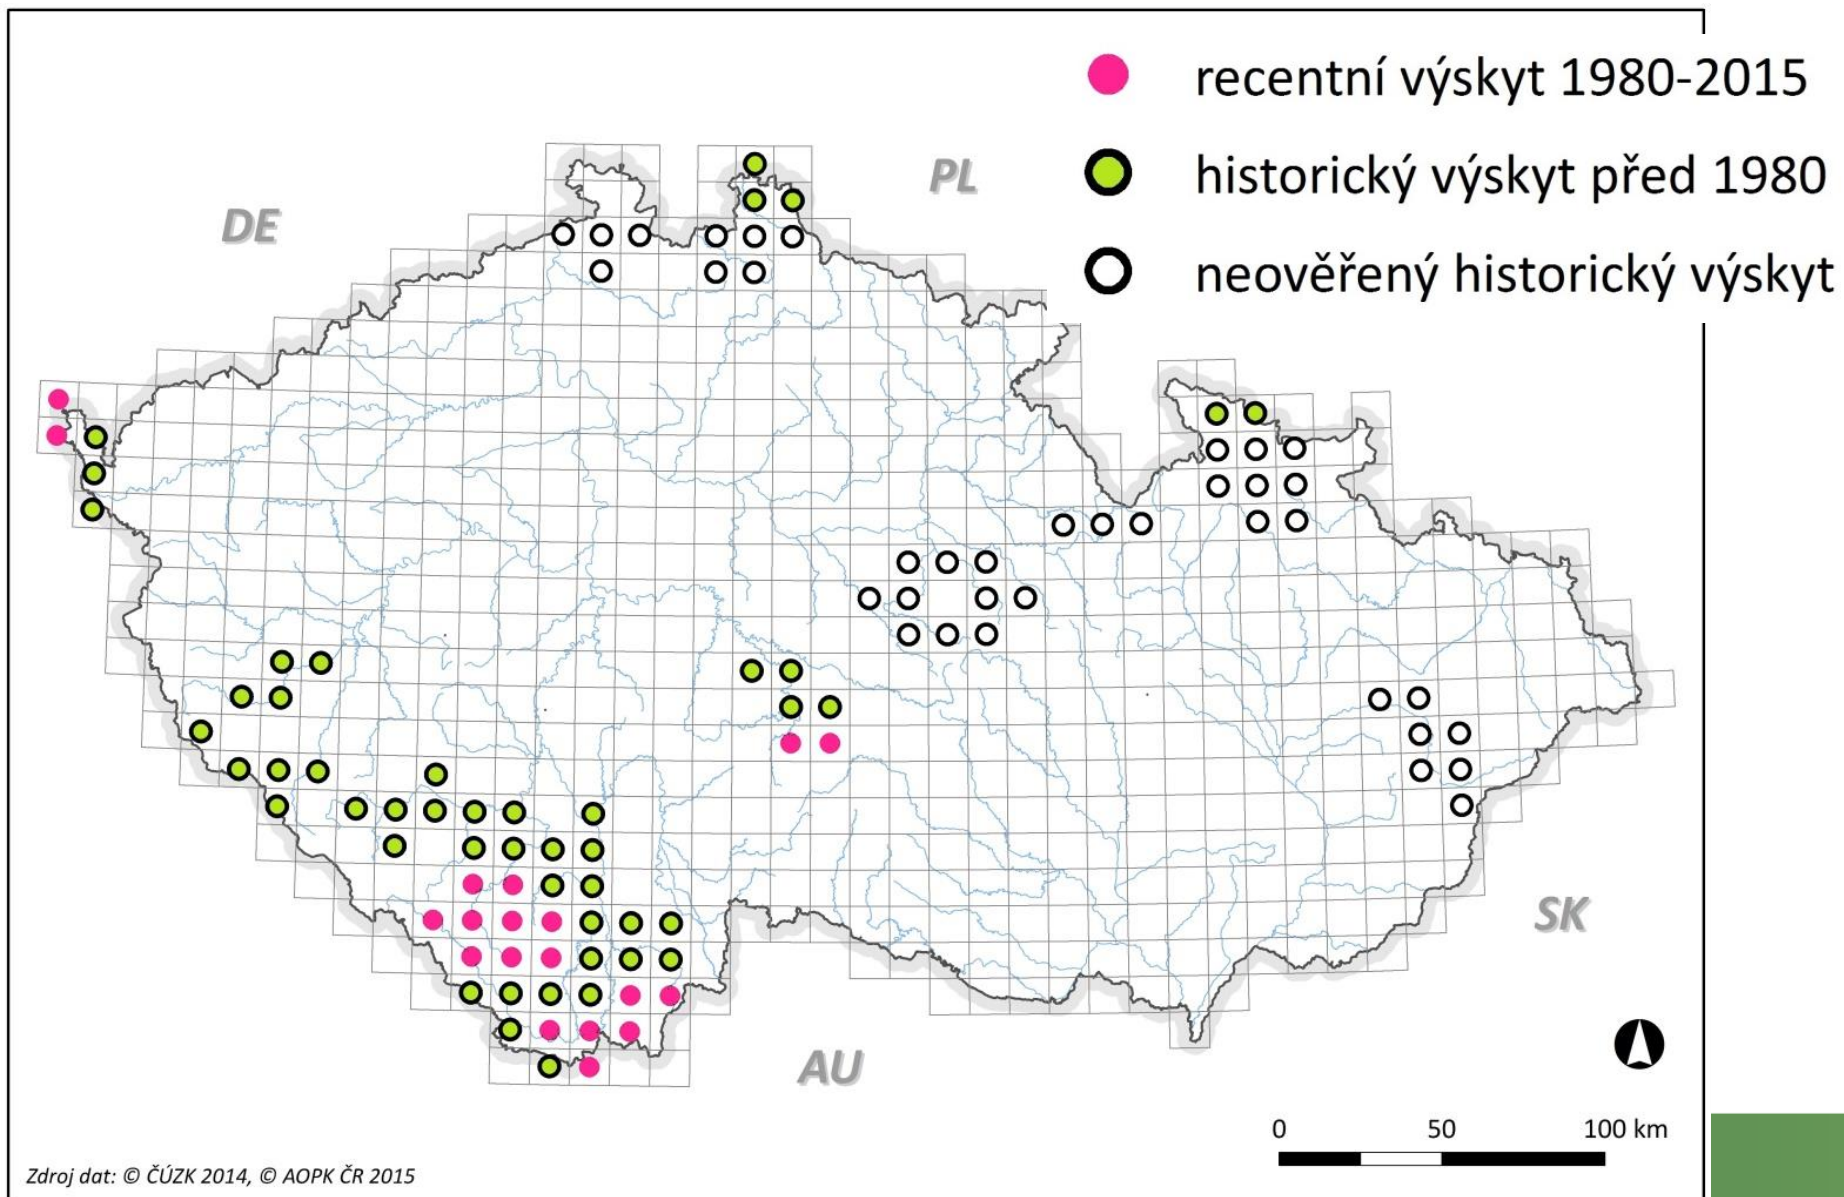 recentní výskyt 1980-2015
historický výskyt před 1980
neověřený historický výskyt
PL
DE
SK
AU
0 50 100 km
Zdroj dat: © ČÚZK 2014, © AOPK ČR 2015